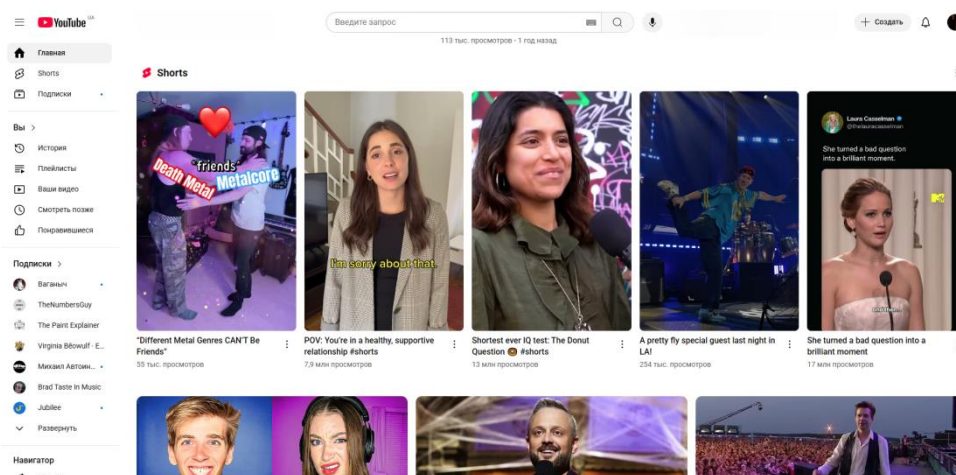 YouTube UA
Введите запрос
Создать
113 тыс. просмотров • 1 год назад
Главная
Shorts
Подписки
Вы
История
Плейлисты
Ваши видео
Смотреть позже
Понравившиеся
Подписки
Ваганыч
TheNumbersGuy
The Paint Explainer
Virginia Bēowulf - E...
Михаил Автоин...
Brad Taste In Music
Jubilee
Развернуть
Навигатор
Shorts
*friends*
Death Metal
Metalcore
"Different Metal Genres CAN'T Be
Friends"
55 тыс. просмотров
I'm sorry about that.
POV: You're in a healthy, supportive
relationship #shorts
7,9 млн просмотров
Shortest ever IQ test: The Donut
Question 🍩 #shorts
13 млн просмотров
A pretty fly special guest last night in
LA!
254 тыс. просмотров
Laura Casselman
@thelauracasselman
She turned a bad question
into a brilliant moment.
She turned a bad question into a
brilliant moment
17 млн просмотров